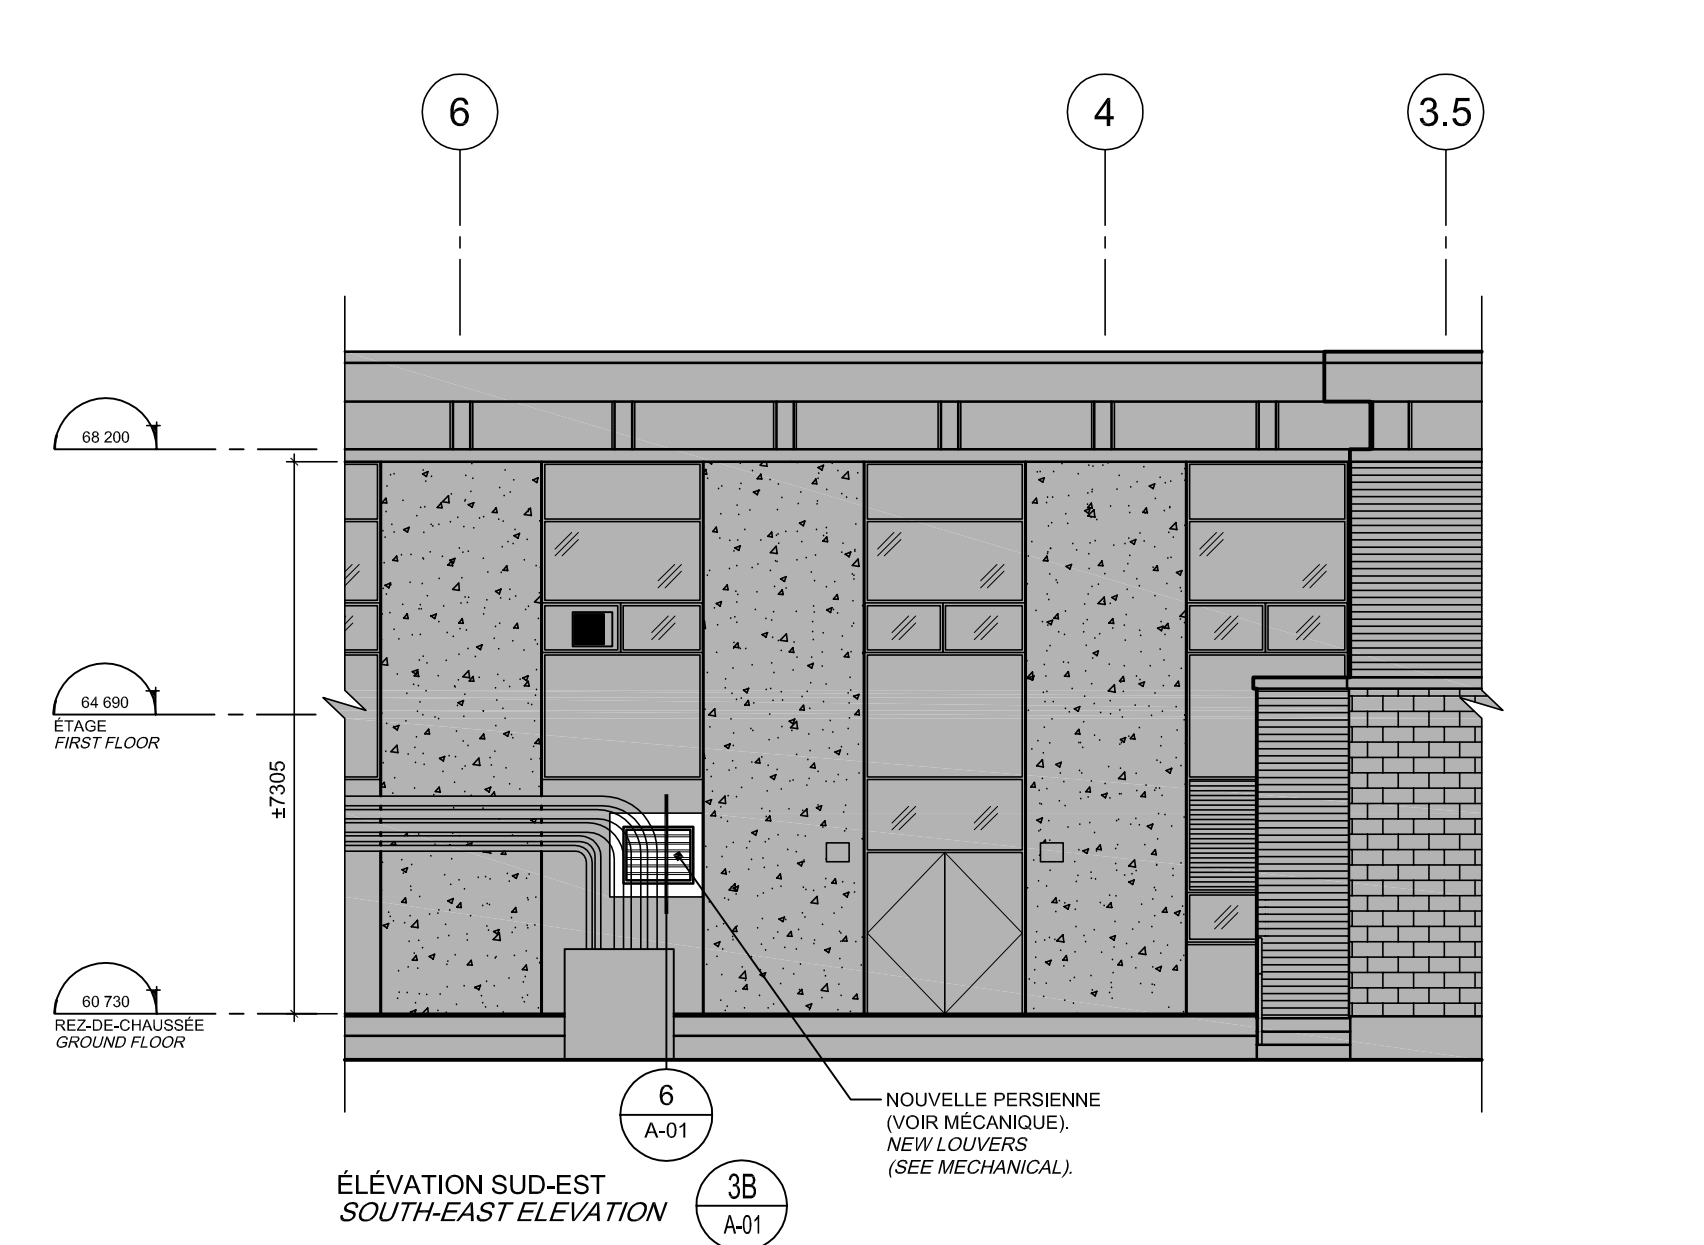 6
4
3.5
68 200
64 690
ÉTAGE
FIRST FLOOR
±7305
60 730
REZ-DE-CHAUSSÉE
GROUND FLOOR
6
A-01
NOUVELLE PERSIENNE
(VOIR MÉCANIQUE).
NEW LOUVERS
(SEE MECHANICAL).
ÉLÉVATION SUD-EST
SOUTH-EAST ELEVATION
3B
A-01